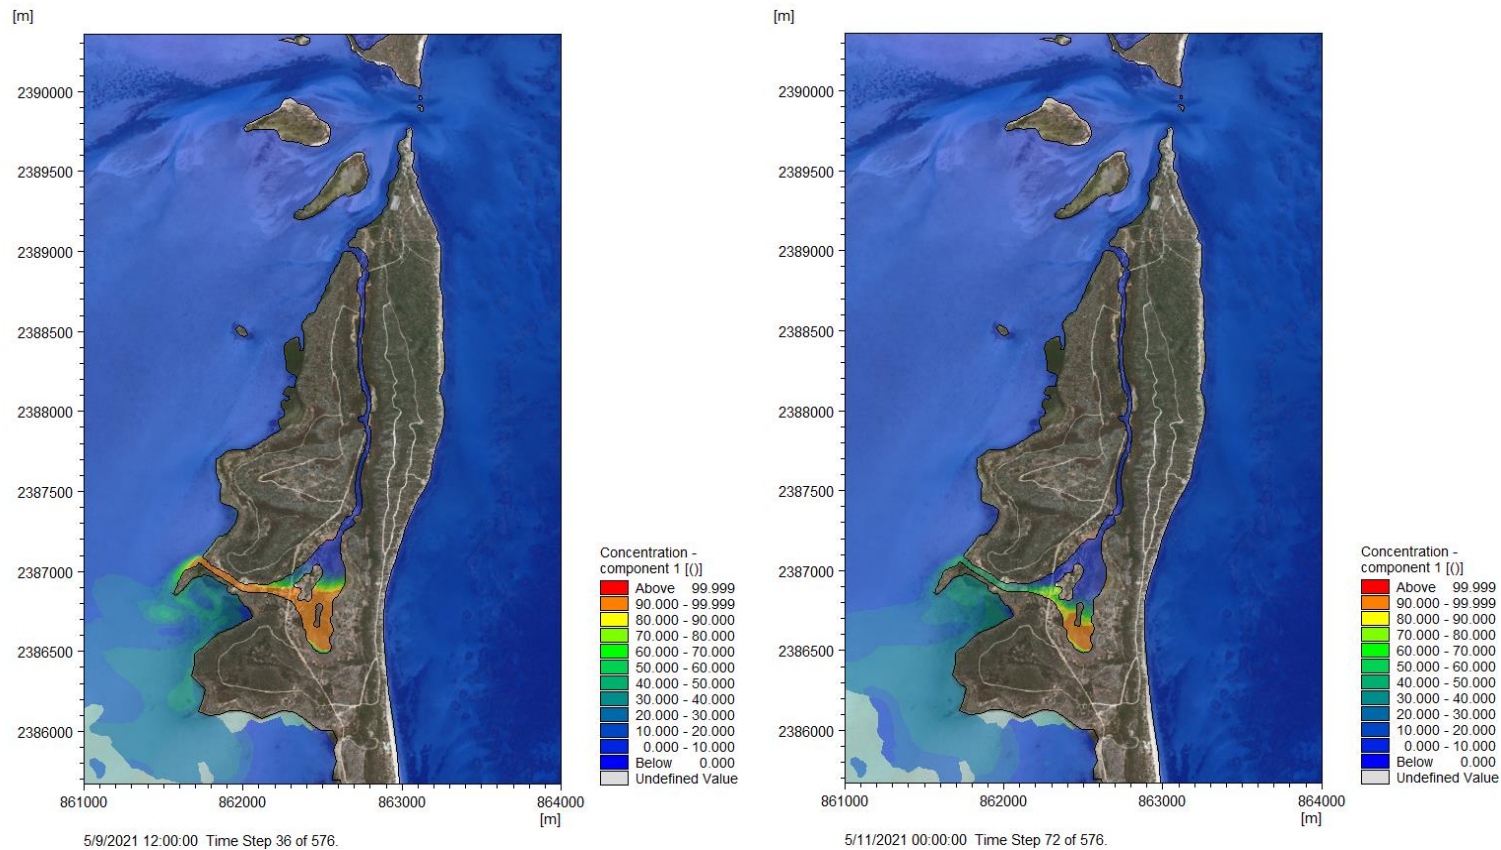 [m]
2390000
2389500
2389000
2388500
2388000
2387500
2387000
2386500
2386000
861000
862000
863000
864000
[m]
5/9/2021 12:00:00 Time Step 36 of 576.
Concentration -
component 1 [()]
Above 99.999
90.000 - 99.999
80.000 - 90.000
70.000 - 80.000
60.000 - 70.000
50.000 - 60.000
40.000 - 50.000
30.000 - 40.000
20.000 - 30.000
10.000 - 20.000
0.000 - 10.000
Below 0.000
Undefined Value
[m]
2390000
2389500
2389000
2388500
2388000
2387500
2387000
2386500
2386000
861000
862000
863000
864000
[m]
5/11/2021 00:00:00 Time Step 72 of 576.
Concentration -
component 1 [()]
Above 99.999
90.000 - 99.999
80.000 - 90.000
70.000 - 80.000
60.000 - 70.000
50.000 - 60.000
40.000 - 50.000
30.000 - 40.000
20.000 - 30.000
10.000 - 20.000
0.000 - 10.000
Below 0.000
Undefined Value